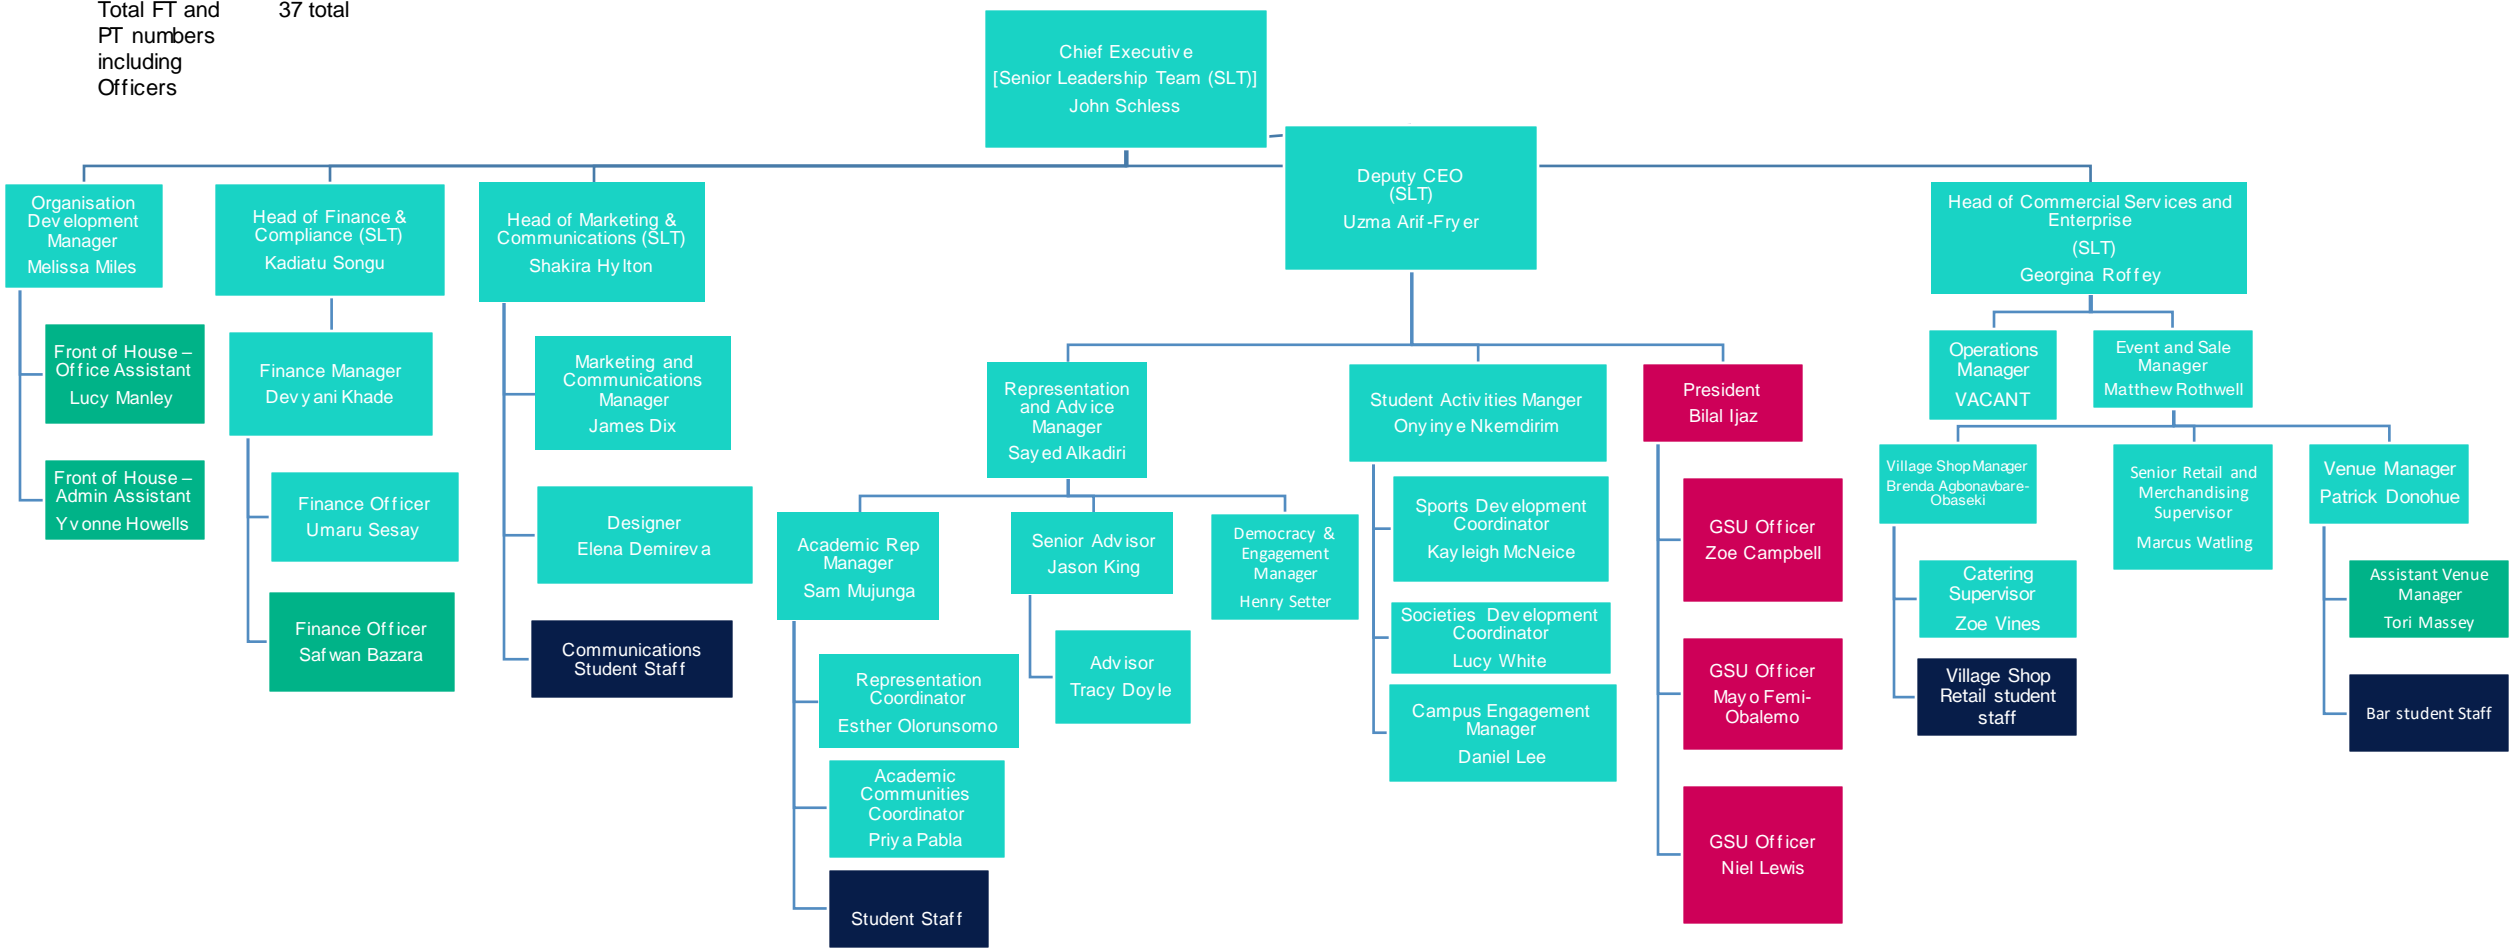 Total FT and
PT numbers
including
Officers
37 total
Chief Executive
[Senior Leadership Team (SLT)]
John Schless
Deputy CEO
(SLT)
Uzma Arif-Fryer
Organisation
Development
Manager
Melissa Miles
Head of Finance &
Compliance (SLT)
Kadiatu Songu
Head of Marketing &
Communications (SLT)
Shakira Hylton
Head of Commercial Services and
Enterprise
(SLT)
Georgina Roffey
Front of House –
Office Assistant
Lucy Manley
Front of House –
Admin Assistant
Yvonne Howells
Finance Manager
Devyani Khade
Finance Officer
Umaru Sesay
Finance Officer
Safwan Bazara
Marketing and
Communications
Manager
James Dix
Designer
Elena Demireva
Communications
Student Staff
Representation
and Advice
Manager
Sayed Alkadiri
Academic Rep
Manager
Sam Mujunga
Representation
Coordinator
Esther Olorunsomo
Academic
Communities
Coordinator
Priya Pabla
Student Staff
Senior Advisor
Jason King
Advisor
Tracy Doyle
Democracy &
Engagement
Manager
Henry Setter
Student Activities Manger
Onyinye Nkemdirim
Sports Development
Coordinator
Kayleigh McNeice
Societies Development
Coordinator
Lucy White
Campus Engagement
Manager
Daniel Lee
President
Bilal Ijaz
GSU Officer
Zoe Campbell
GSU Officer
Mayo Femi-
Obalemo
GSU Officer
Niel Lewis
Operations
Manager
VACANT
Event and Sale
Manager
Matthew Rothwell
Village Shop Manager
Brenda Agbonavbare-
Obaseki
Catering
Supervisor
Zoe Vines
Village Shop
Retail student
staff
Senior Retail and
Merchandising
Supervisor
Marcus Watling
Venue Manager
Patrick Donohue
Assistant Venue
Manager
Tori Massey
Bar student Staff